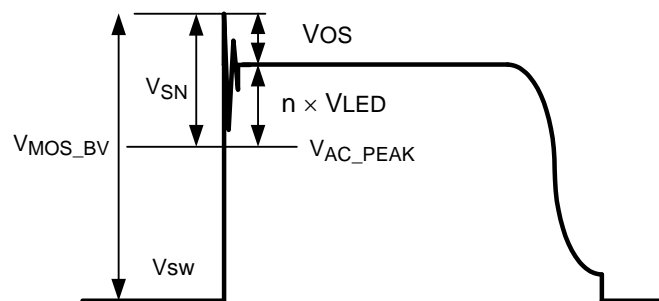 VOS
VSN
n × VLED
VMOS_BV
VAC_PEAK
Vsw